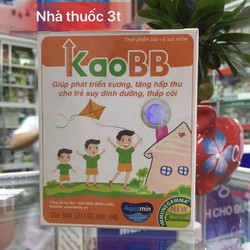 Nhà thuốc 3t
Thực phẩm bảo vệ sức khỏe
KaoBB
Giúp phát triển xương, tăng hấp thu
cho trẻ suy dinh dưỡng, thấp còi
Aquamin
IMMUNEGAMMA
NEW